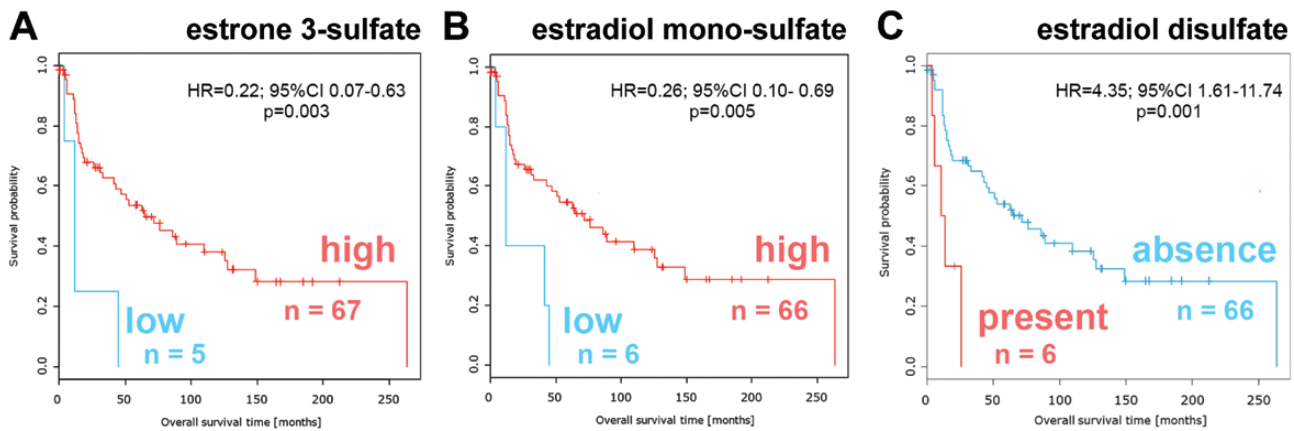 A estrone 3-sulfate
HR=0.22; 95%CI 0.07-0.63
p=0.003
high
n = 67
low
n = 5
Survival probability
0.0 0.2 0.4 0.6 0.8 1.0
0 50 100 150 200 250
Overall survival time [months]
B estradiol mono-sulfate
HR=0.26; 95%CI 0.10- 0.69
p=0.005
high
n = 66
low
n = 6
Survival probability
0.0 0.2 0.4 0.6 0.8 1.0
0 50 100 150 200 250
Overall survival time [months]
C estradiol disulfate
HR=4.35; 95%CI 1.61-11.74
p=0.001
absence
n = 66
present
n = 6
Survival probability
0.0 0.2 0.4 0.6 0.8 1.0
0 50 100 150 200 250
Overall survival time [months]